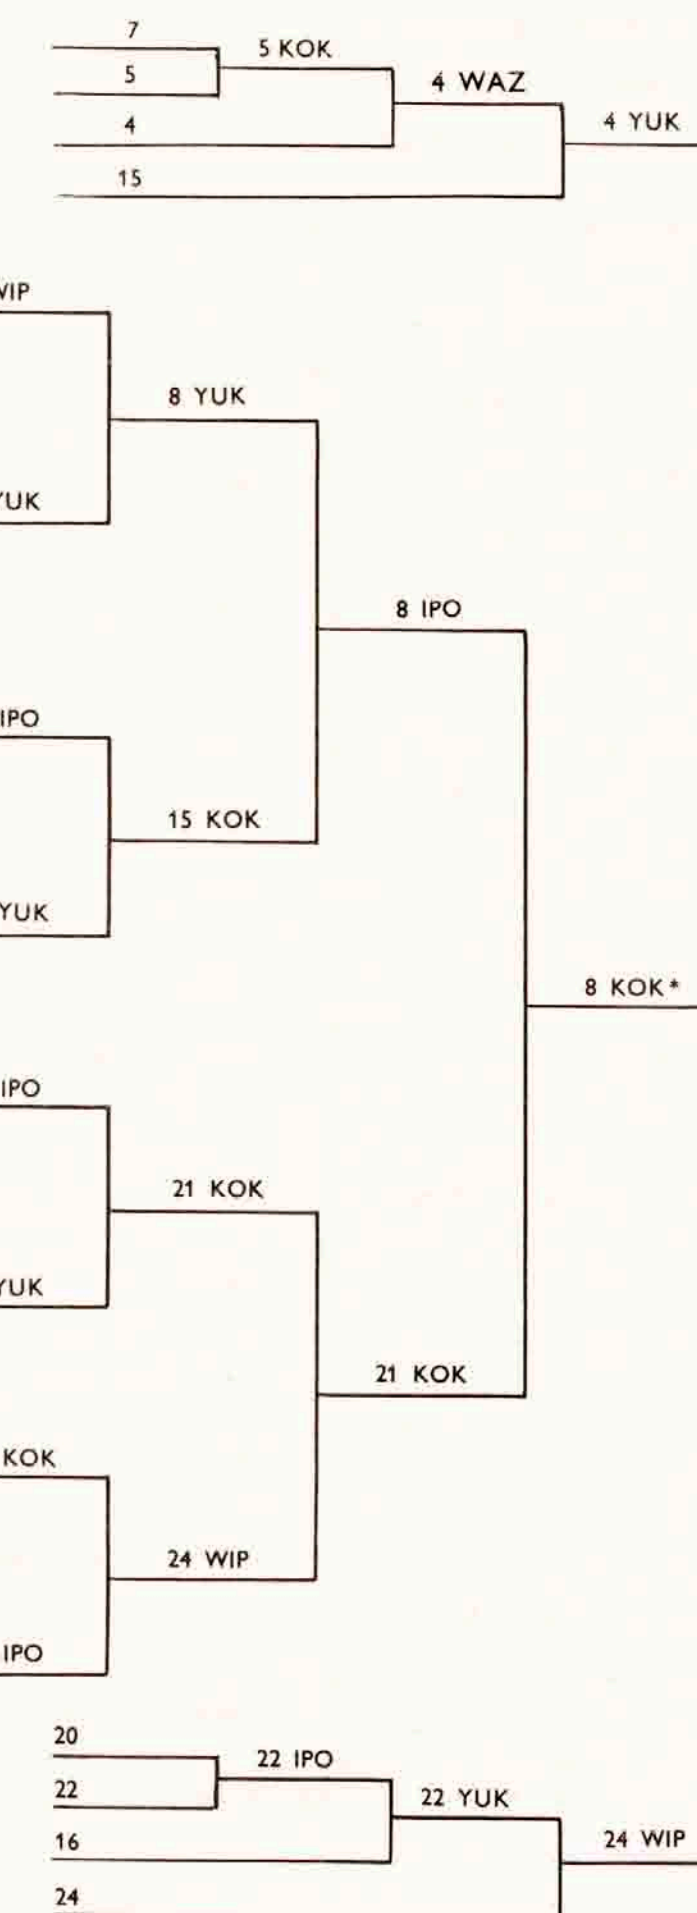 7
5 KOK
5
4 WAZ
4
4 YUK
15
WIP
8 YUK
YUK
8 IPO
IPO
15 KOK
YUK
8 KOK*
IPO
21 KOK
YUK
21 KOK
KOK
24 WIP
IPO
20
22 IPO
22
22 YUK
16
24 WIP
24